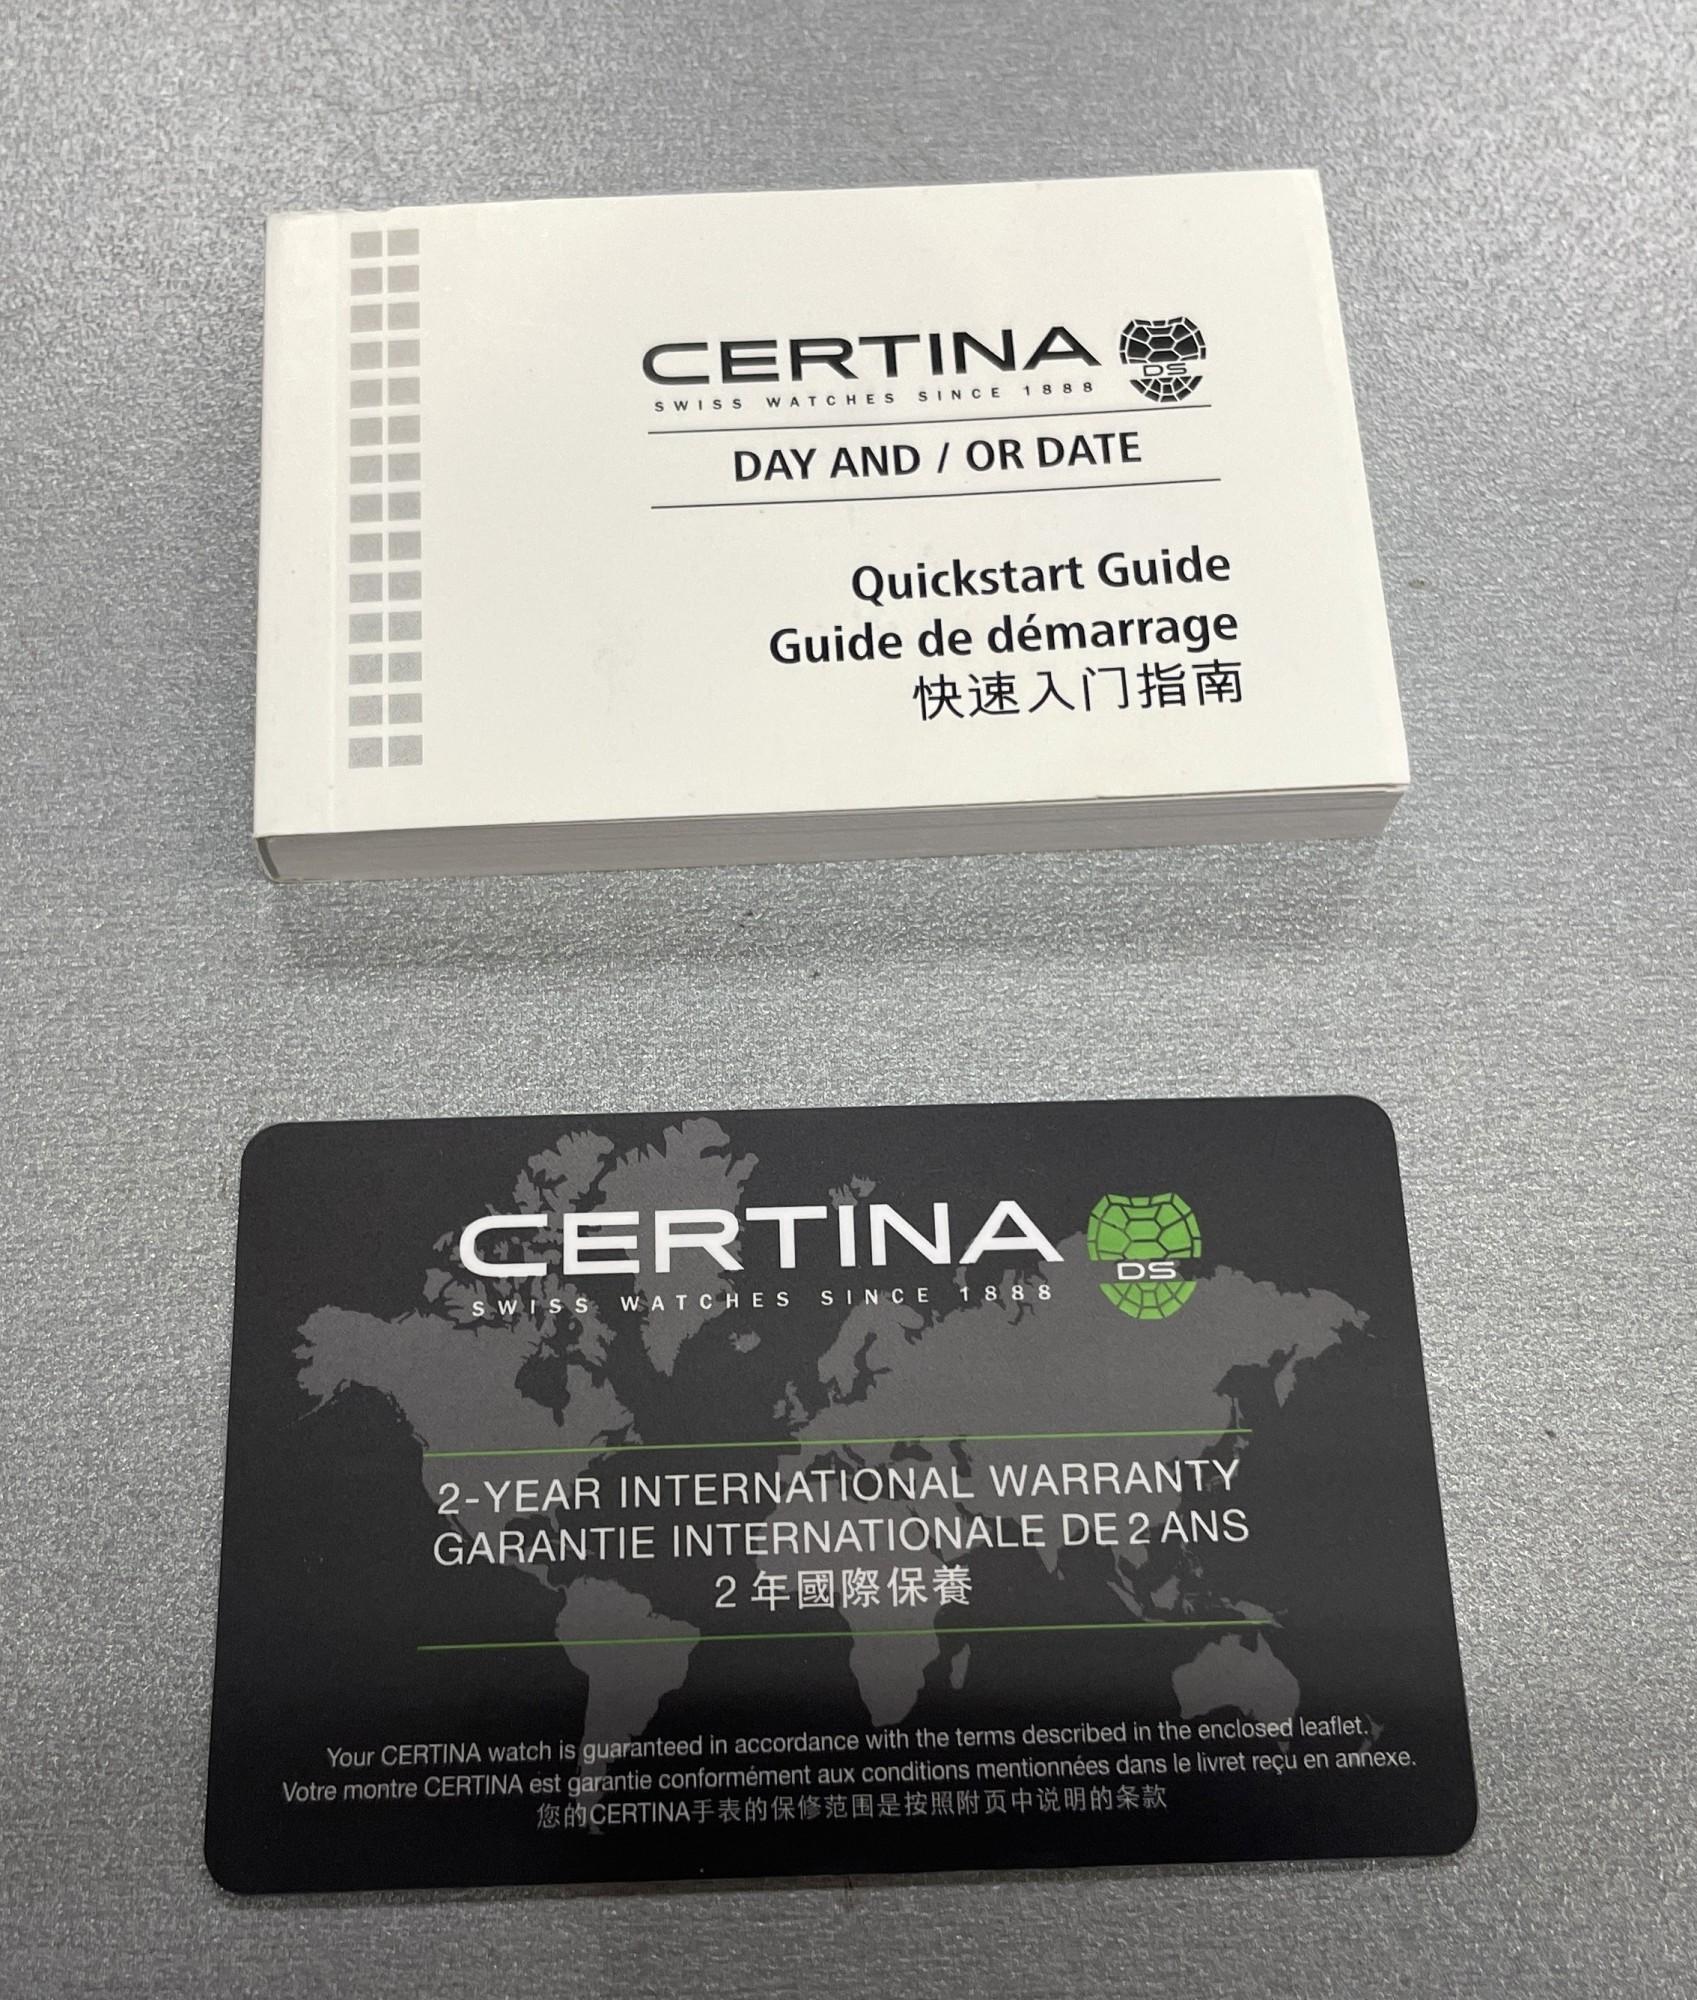 CERTINA
DS
SWISS WATCHES SINCE 1888
DAY AND / OR DATE
Quickstart Guide
Guide de démarrage
快速入门指南
CERTINA
DS
SWISS WATCHES SINCE 1888
2-YEAR INTERNATIONAL WARRANTY
GARANTIE INTERNATIONALE DE 2 ANS
2 年國際保養
Your CERTINA watch is guaranteed in accordance with the terms described in the enclosed leaflet.
Votre montre CERTINA est garantie conformément aux conditions mentionnées dans le livret reçu en annexe.
您的CERTINA手表的保修范围是按照附页中说明的条款